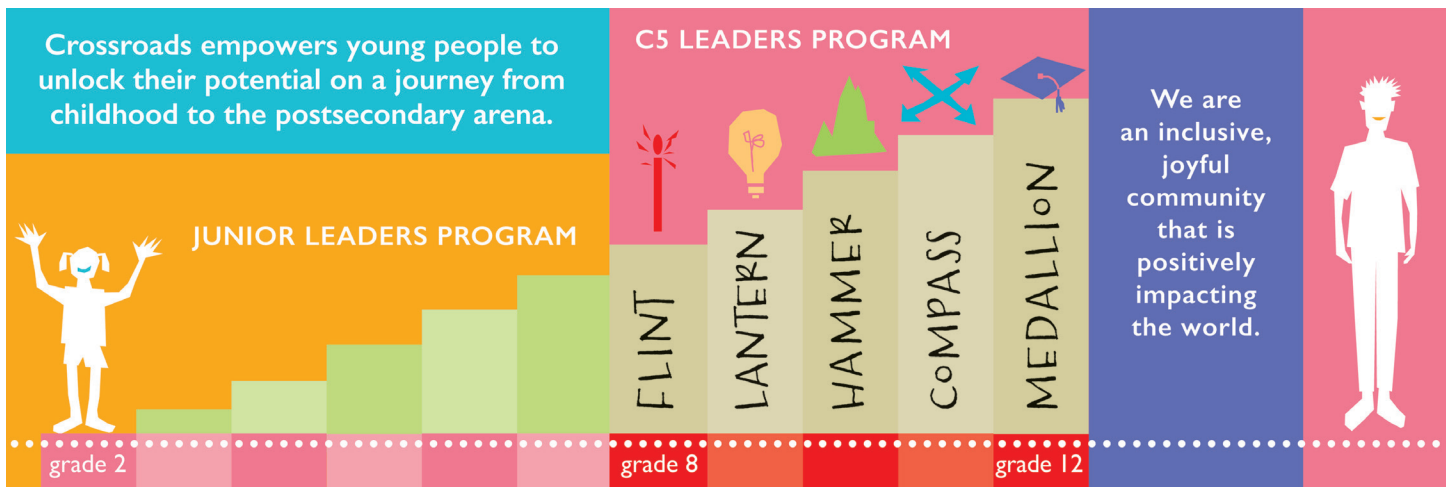 Crossroads empowers young people to
unlock their potential on a journey from
childhood to the postsecondary arena.
JUNIOR LEADERS PROGRAM
C5 LEADERS PROGRAM
FLINT
LANTERN
HAMMER
COMPASS
MEDALLION
We are
an inclusive,
joyful
community
that is
positively
impacting
the world.
grade 2
grade 8
grade 12